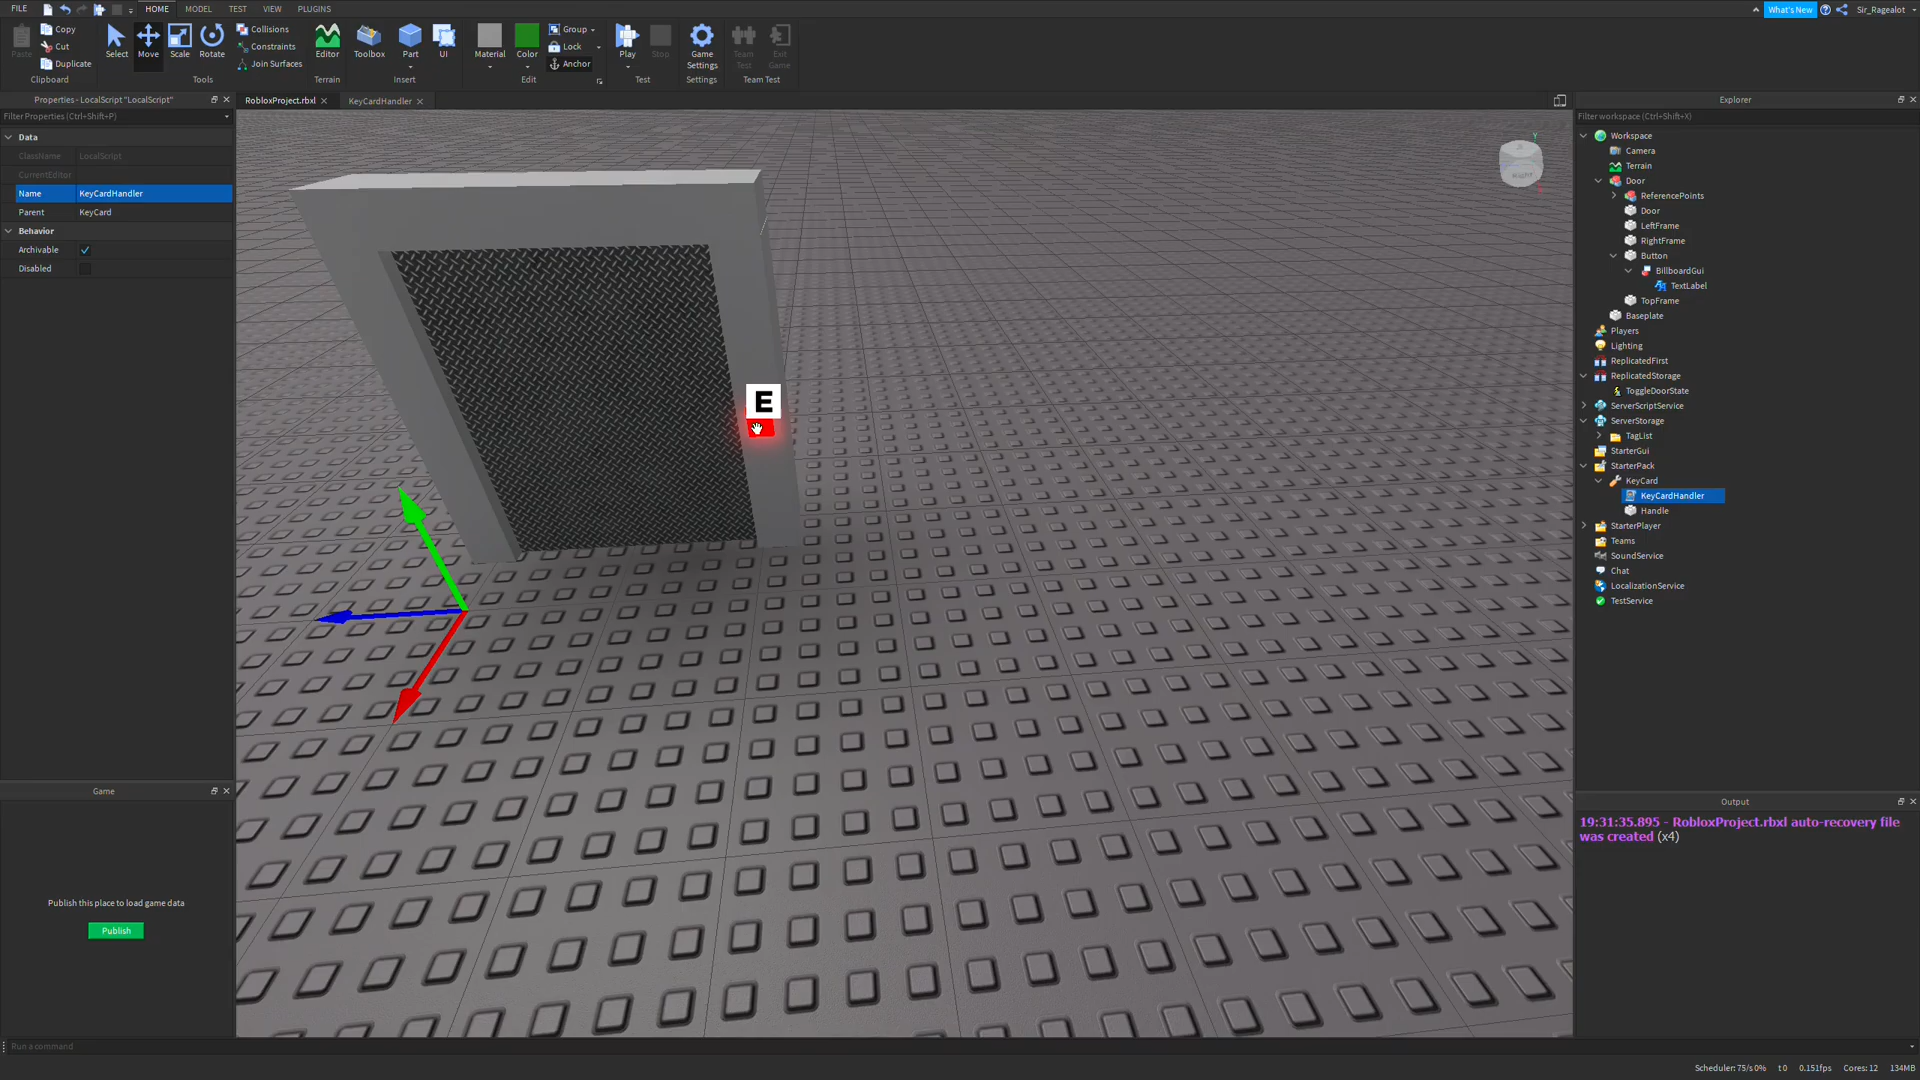 FILE HOME MODEL TEST VIEW PLUGINS What's New Sir_Ragealot
Paste Copy Cut Duplicate Select Move Scale Rotate Collisions Constraints Join Surfaces Editor Toolbox Part UI Material Color Group Lock Anchor Play Stop Game Settings Team Test Exit Game
Clipboard Tools Terrain Insert Edit Test Settings Team Test
Properties - LocalScript "LocalScript"
Filter Properties (Ctrl+Shift+P)
Data
ClassName LocalScript
CurrentEditor
Name KeyCardHandler
Parent KeyCard
Behavior
Archivable
Disabled
Game
Publish this place to load game data
Publish
RobloxProject.rbxl KeyCardHandler
E
Explorer
Filter workspace (Ctrl+Shift+X)
Workspace
Camera
Terrain
Door
ReferencePoints
Door
LeftFrame
RightFrame
Button
BillboardGui
TextLabel
TopFrame
Baseplate
Players
Lighting
ReplicatedFirst
ReplicatedStorage
ToggleDoorState
ServerScriptService
ServerStorage
TagList
StarterGui
StarterPack
KeyCard
KeyCardHandler
Handle
StarterPlayer
Teams
SoundService
Chat
LocalizationService
TestService
Output
19:31:35.895 - RobloxProject.rbxl auto-recovery file
was created (x4)
Run a command
Scheduler: 75/s 0% t 0 0.151fps Cores: 12 134MB